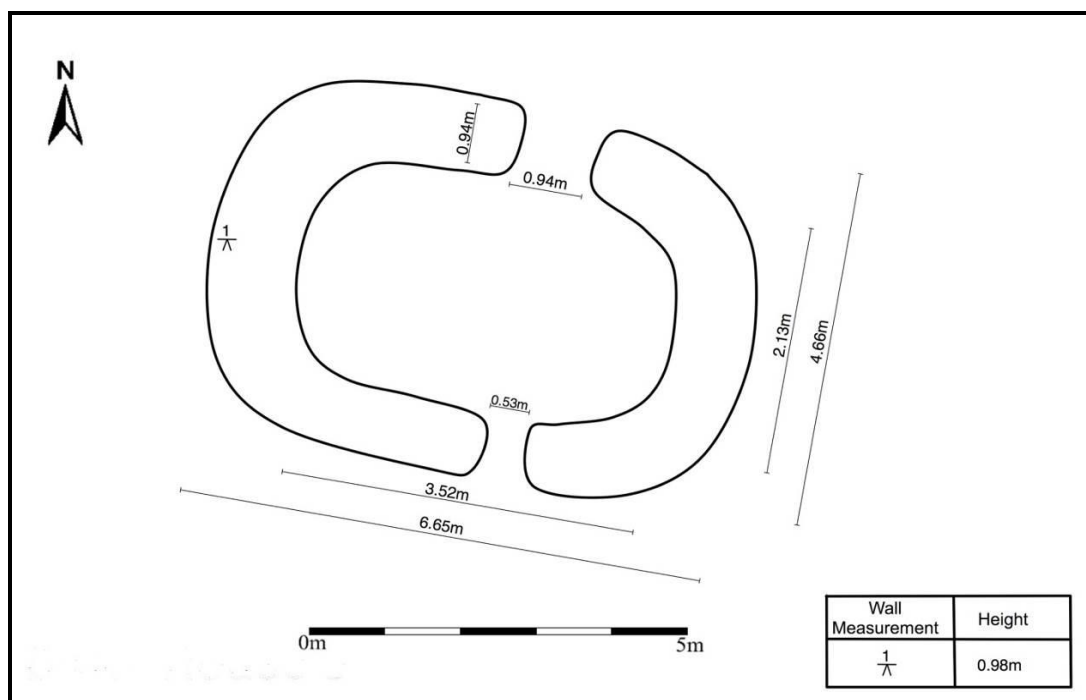 N
0.94m
0.94m
1
Λ
2.13m
4.66m
0.53m
3.52m
6.65m
0m
5m
Wall Measurement
Height
1
Λ
0.98m